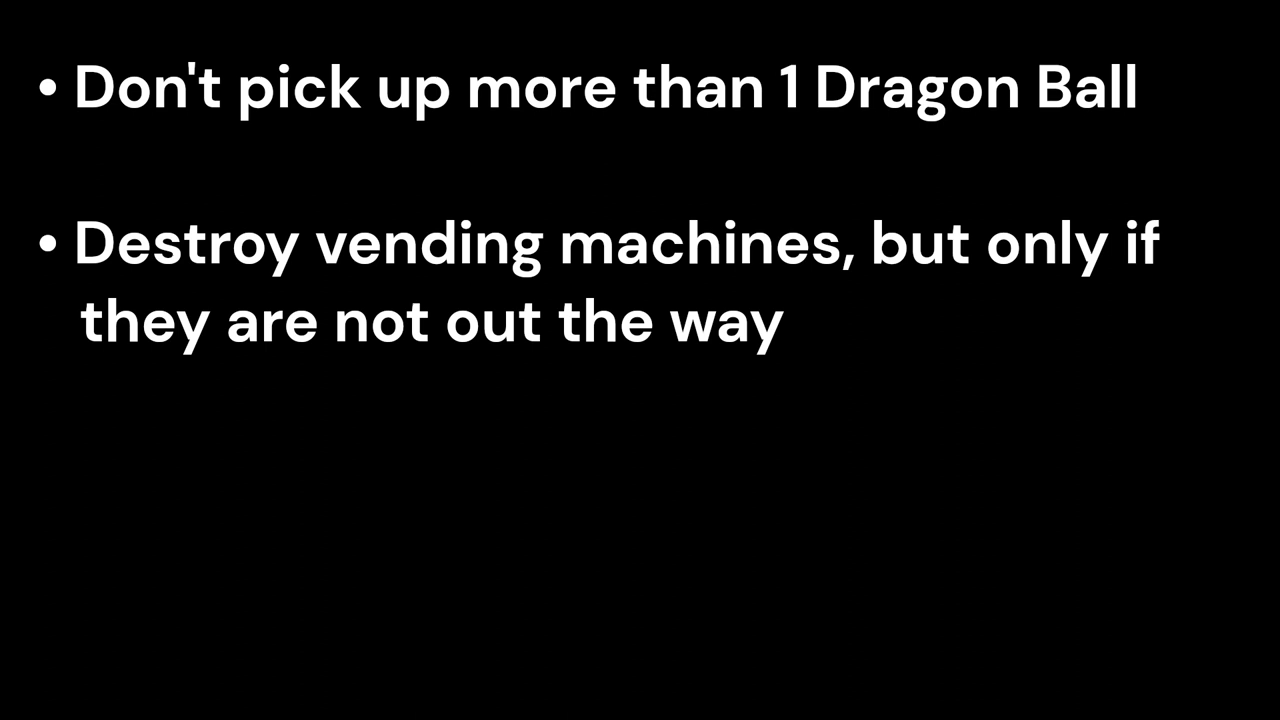 • Don't pick up more than 1 Dragon Ball
• Destroy vending machines, but only if
they are not out the way